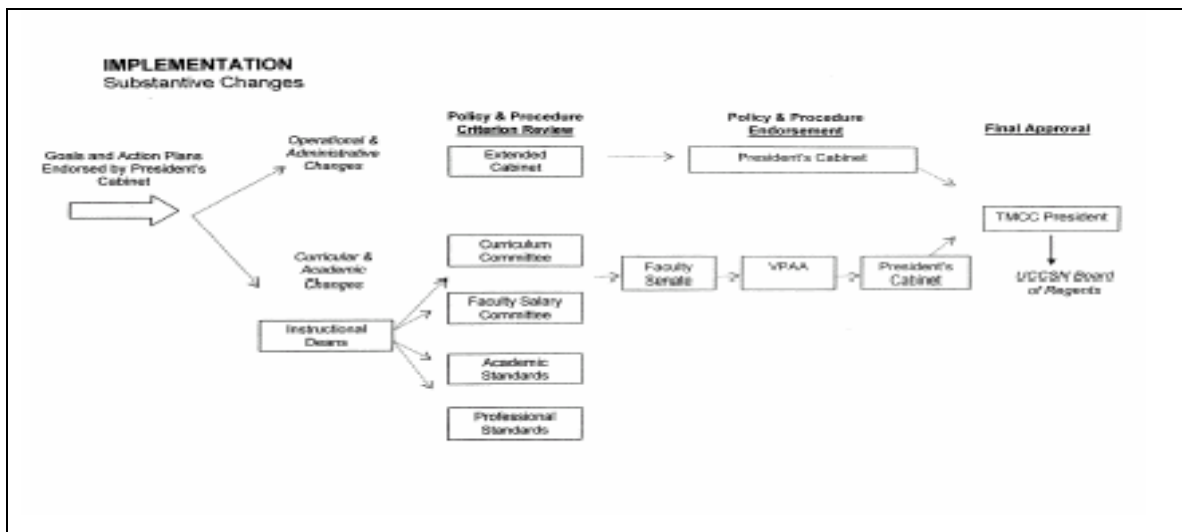 IMPLEMENTATION
Substantive Changes
Goals and Action Plans
Endorsed by President's
Cabinet
Operational &
Administrative
Changes
Policy & Procedure
Criterion Review
Extended
Cabinet
Policy & Procedure
Endorsement
President's Cabinet
Final Approval
TMCC President
UCCSN Board
of Regents
Curricular &
Academic
Changes
Instructional
Deans
Curriculum
Committee
Faculty Salary
Committee
Academic
Standards
Professional
Standards
Faculty
Senate
VPAA
President's
Cabinet